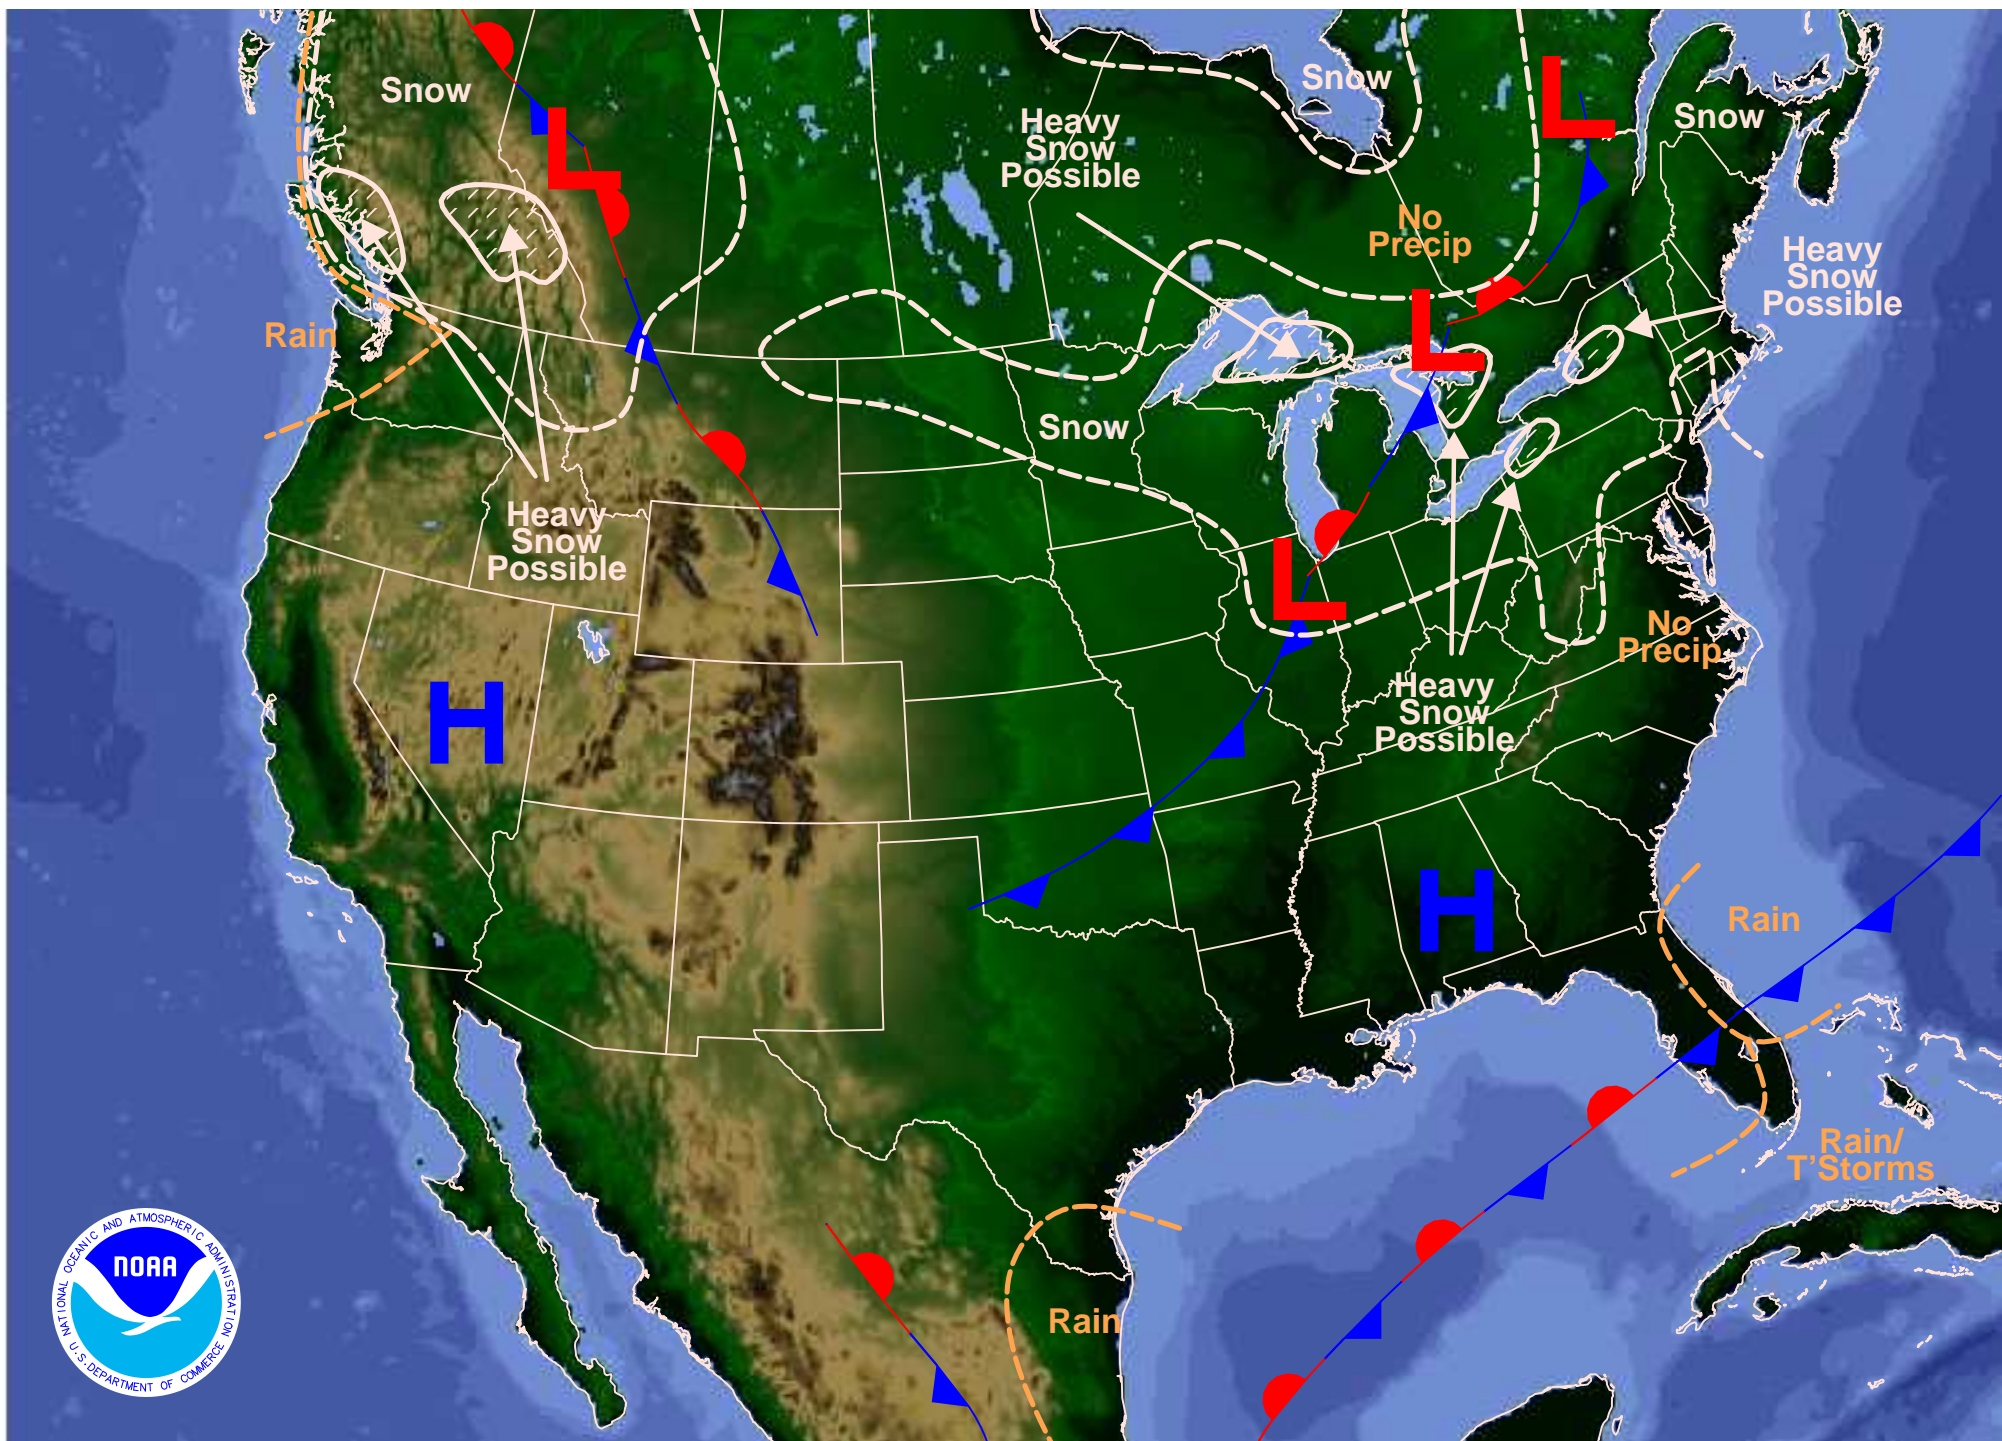 Snow
Snow
L
Snow
Heavy
Snow
Possible
L
No
Precip
Heavy
Snow
Possible
Rain
L
Snow
Heavy
Snow
Possible
L
No
Precip
H
Heavy
Snow
Possible
H
Rain
Rain/
T'Storms
Rain
NATIONAL OCEANIC AND ATMOSPHERIC ADMINISTRATION
NOAA
U.S. DEPARTMENT OF COMMERCE